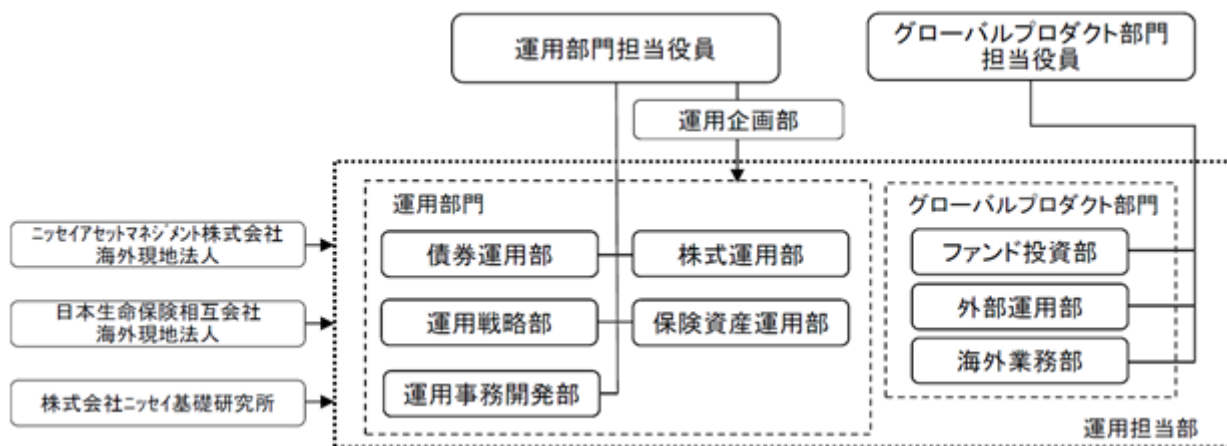 運用部門担当役員
グローバルプロダクト部門
担当役員
運用企画部
運用部門
グローバルプロダクト部門
ニッセイアセットマネジメント株式会社
海外現地法人
債券運用部
株式運用部
ファンド投資部
日本生命保険相互会社
海外現地法人
運用戦略部
保険資産運用部
外部運用部
株式会社ニッセイ基礎研究所
運用事務開発部
海外業務部
運用担当部